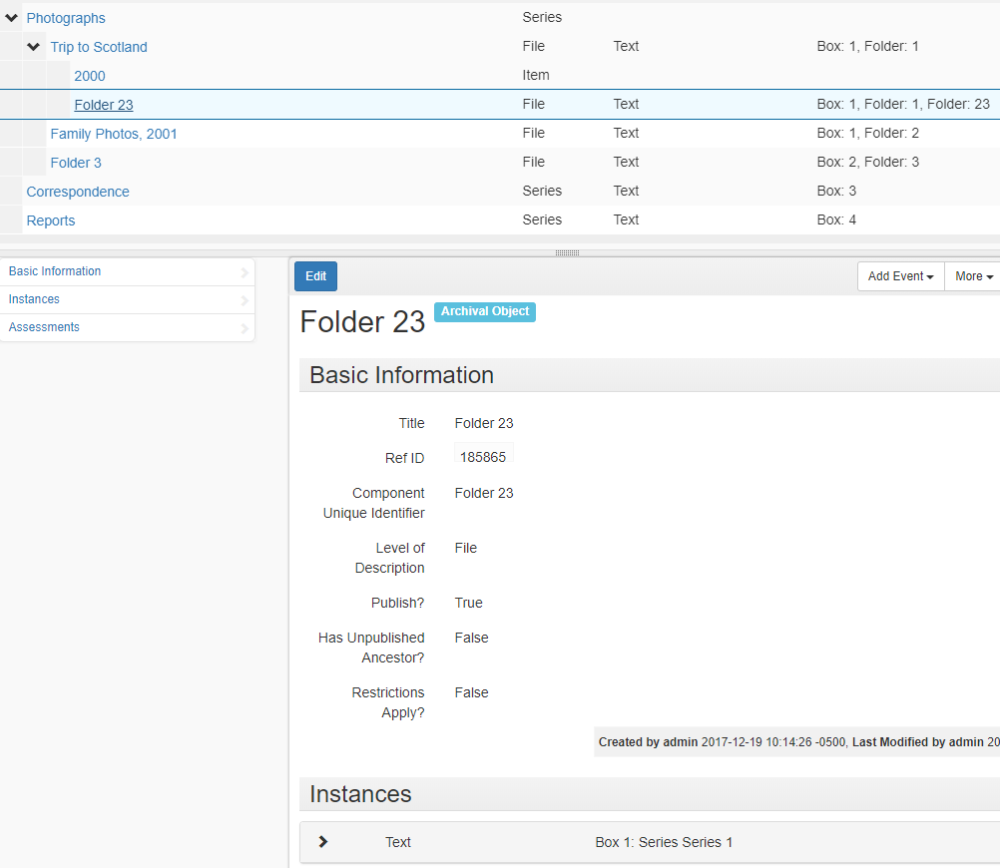 Photographs Series
Trip to Scotland File Text Box: 1, Folder: 1
2000 Item
Folder 23 File Text Box: 1, Folder: 1, Folder: 23
Family Photos, 2001 File Text Box: 1, Folder: 2
Folder 3 File Text Box: 2, Folder: 3
Correspondence Series Text Box: 3
Reports Series Text Box: 4
Basic Information
Instances
Assessments
Edit Add Event More
Folder 23 Archival Object
Basic Information
Title Folder 23
Ref ID 185865
Component Folder 23
Unique Identifier
Level of File
Description
Publish? True
Has Unpublished False
Ancestor?
Restrictions False
Apply?
Created by admin 2017-12-19 10:14:26 -0500, Last Modified by admin 20
Instances
Text Box 1: Series Series 1